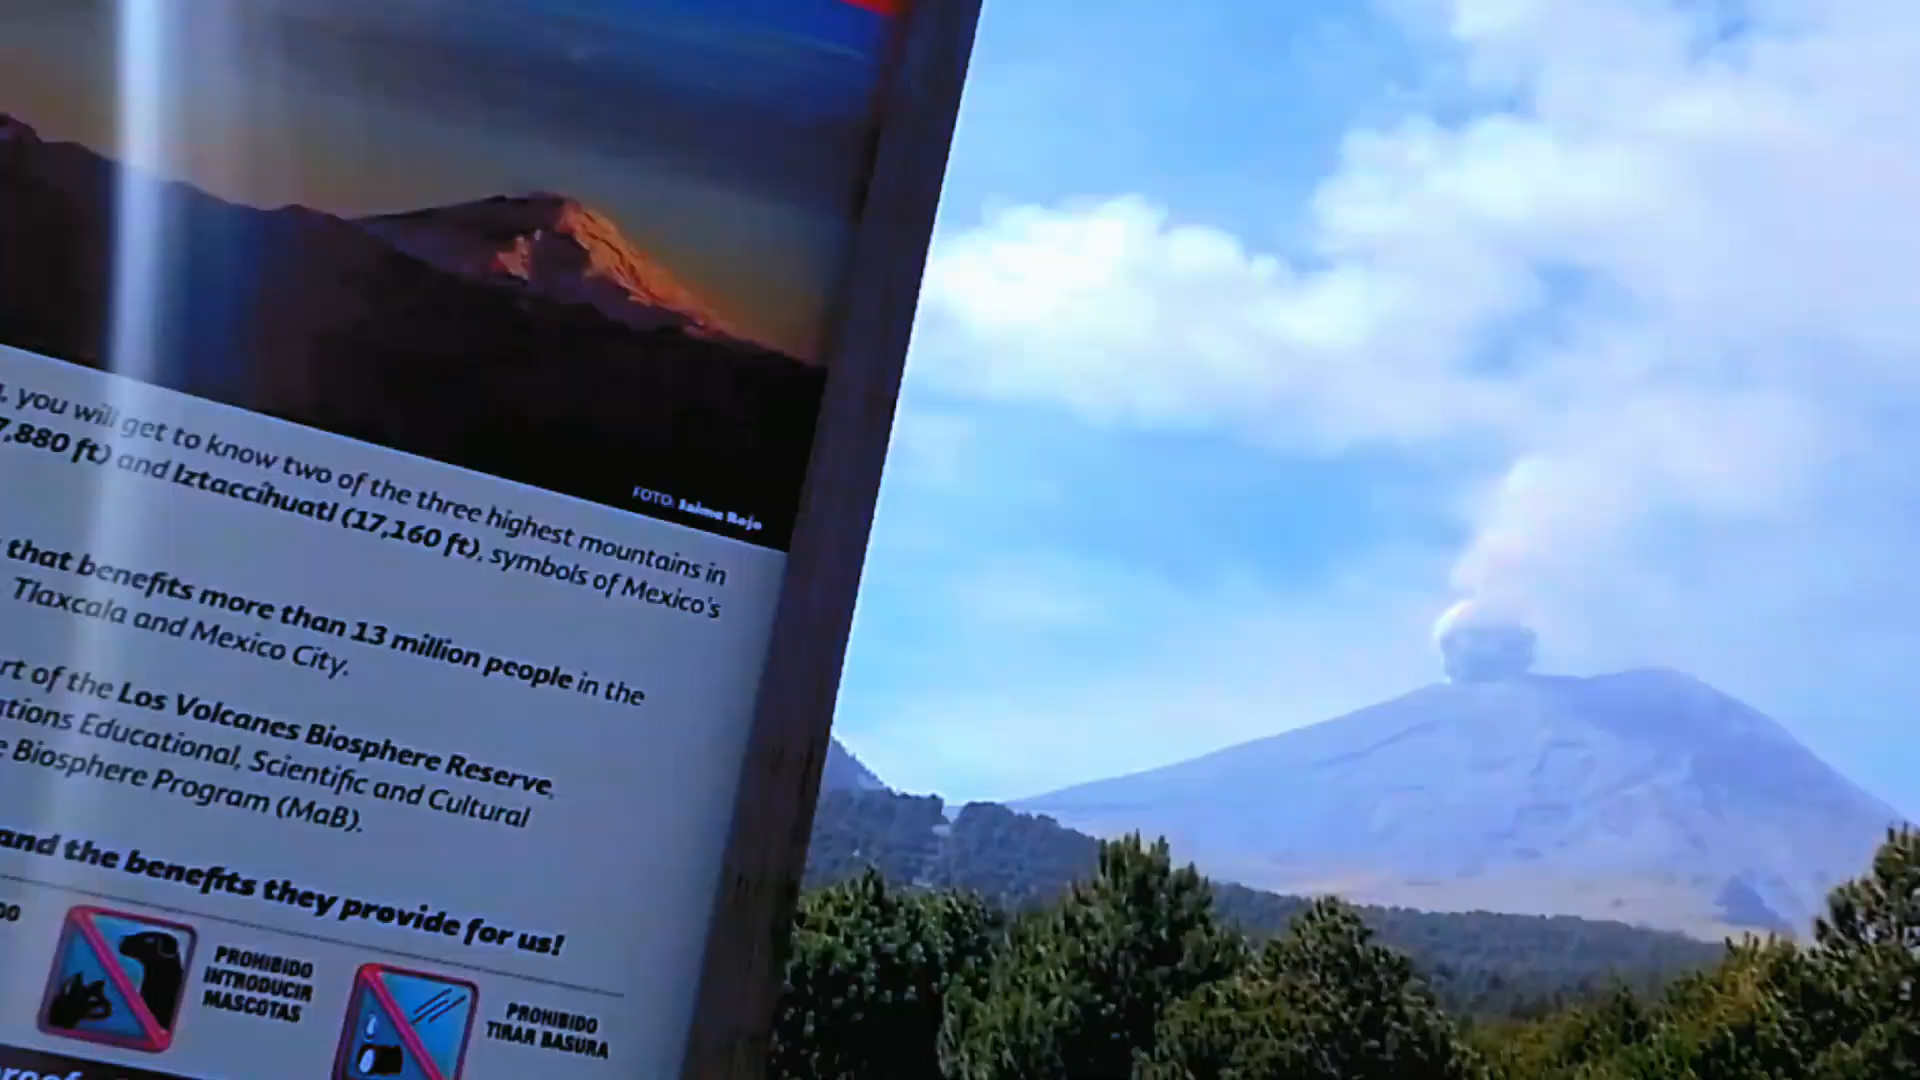 FOTO: Jaime Rojo
, you will get to know two of the three highest mountains in
7,880 ft) and Iztaccíhuatl (17,160 ft), symbols of Mexico's
that benefits more than 13 million people in the
Tlaxcala and Mexico City.
rt of the Los Volcanes Biosphere Reserve,
ations Educational, Scientific and Cultural
e Biosphere Program (MaB).
and the benefits they provide for us!
DO
PROHIBIDO
INTRODUCIR
MASCOTAS
PROHIBIDO
TIRAR BASURA